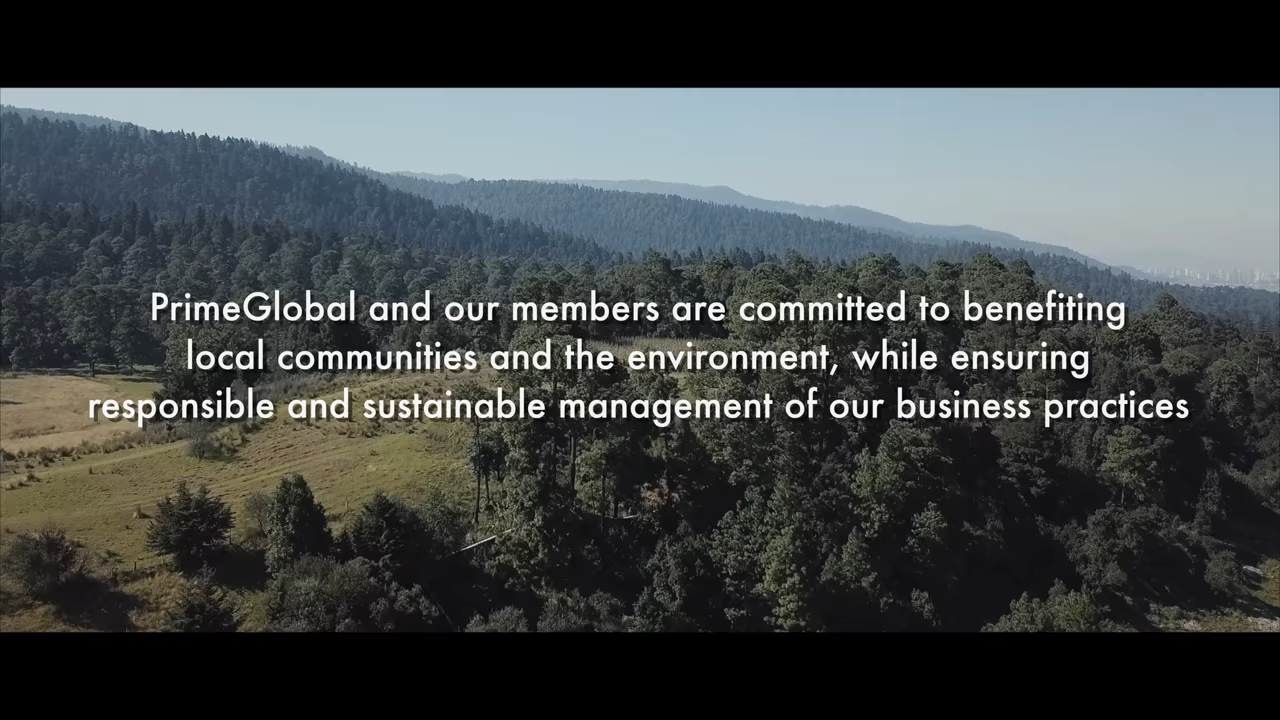 PrimeGlobal and our members are committed to benefiting
local communities and the environment, while ensuring
responsible and sustainable management of our business practices